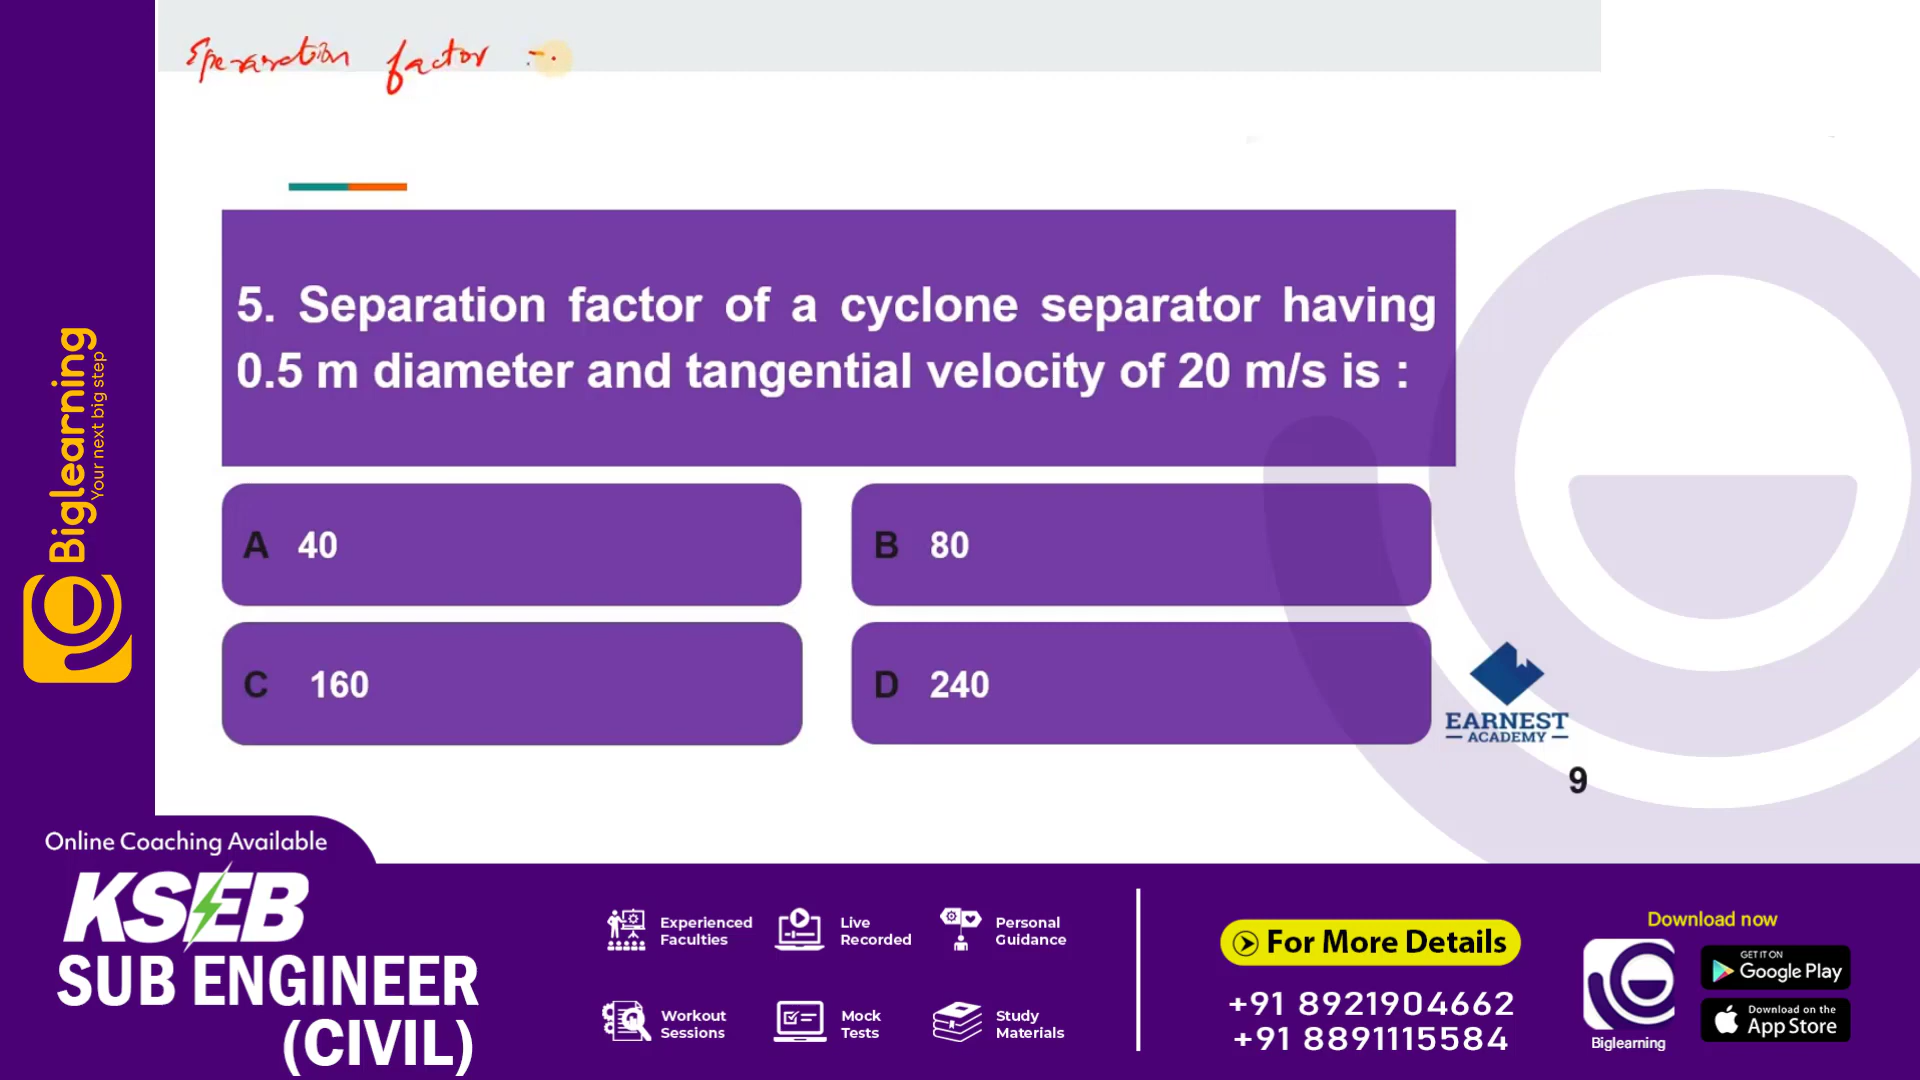 Speraration factor :-
5. Separation factor of a cyclone separator having
0.5 m diameter and tangential velocity of 20 m/s is :
A 40
B 80
C 160
D 240
EARNEST
ACADEMY
9
Biglearning
Your next big step
Online Coaching Available
KSEB
SUB ENGINEER
(CIVIL)
Experienced
Faculties
Live
Recorded
Personal
Guidance
Workout
Sessions
Mock
Tests
Study
Materials
For More Details
+91 8921904662
+91 8891115584
Download now
Biglearning
GET IT ON
Google Play
Download on the
App Store